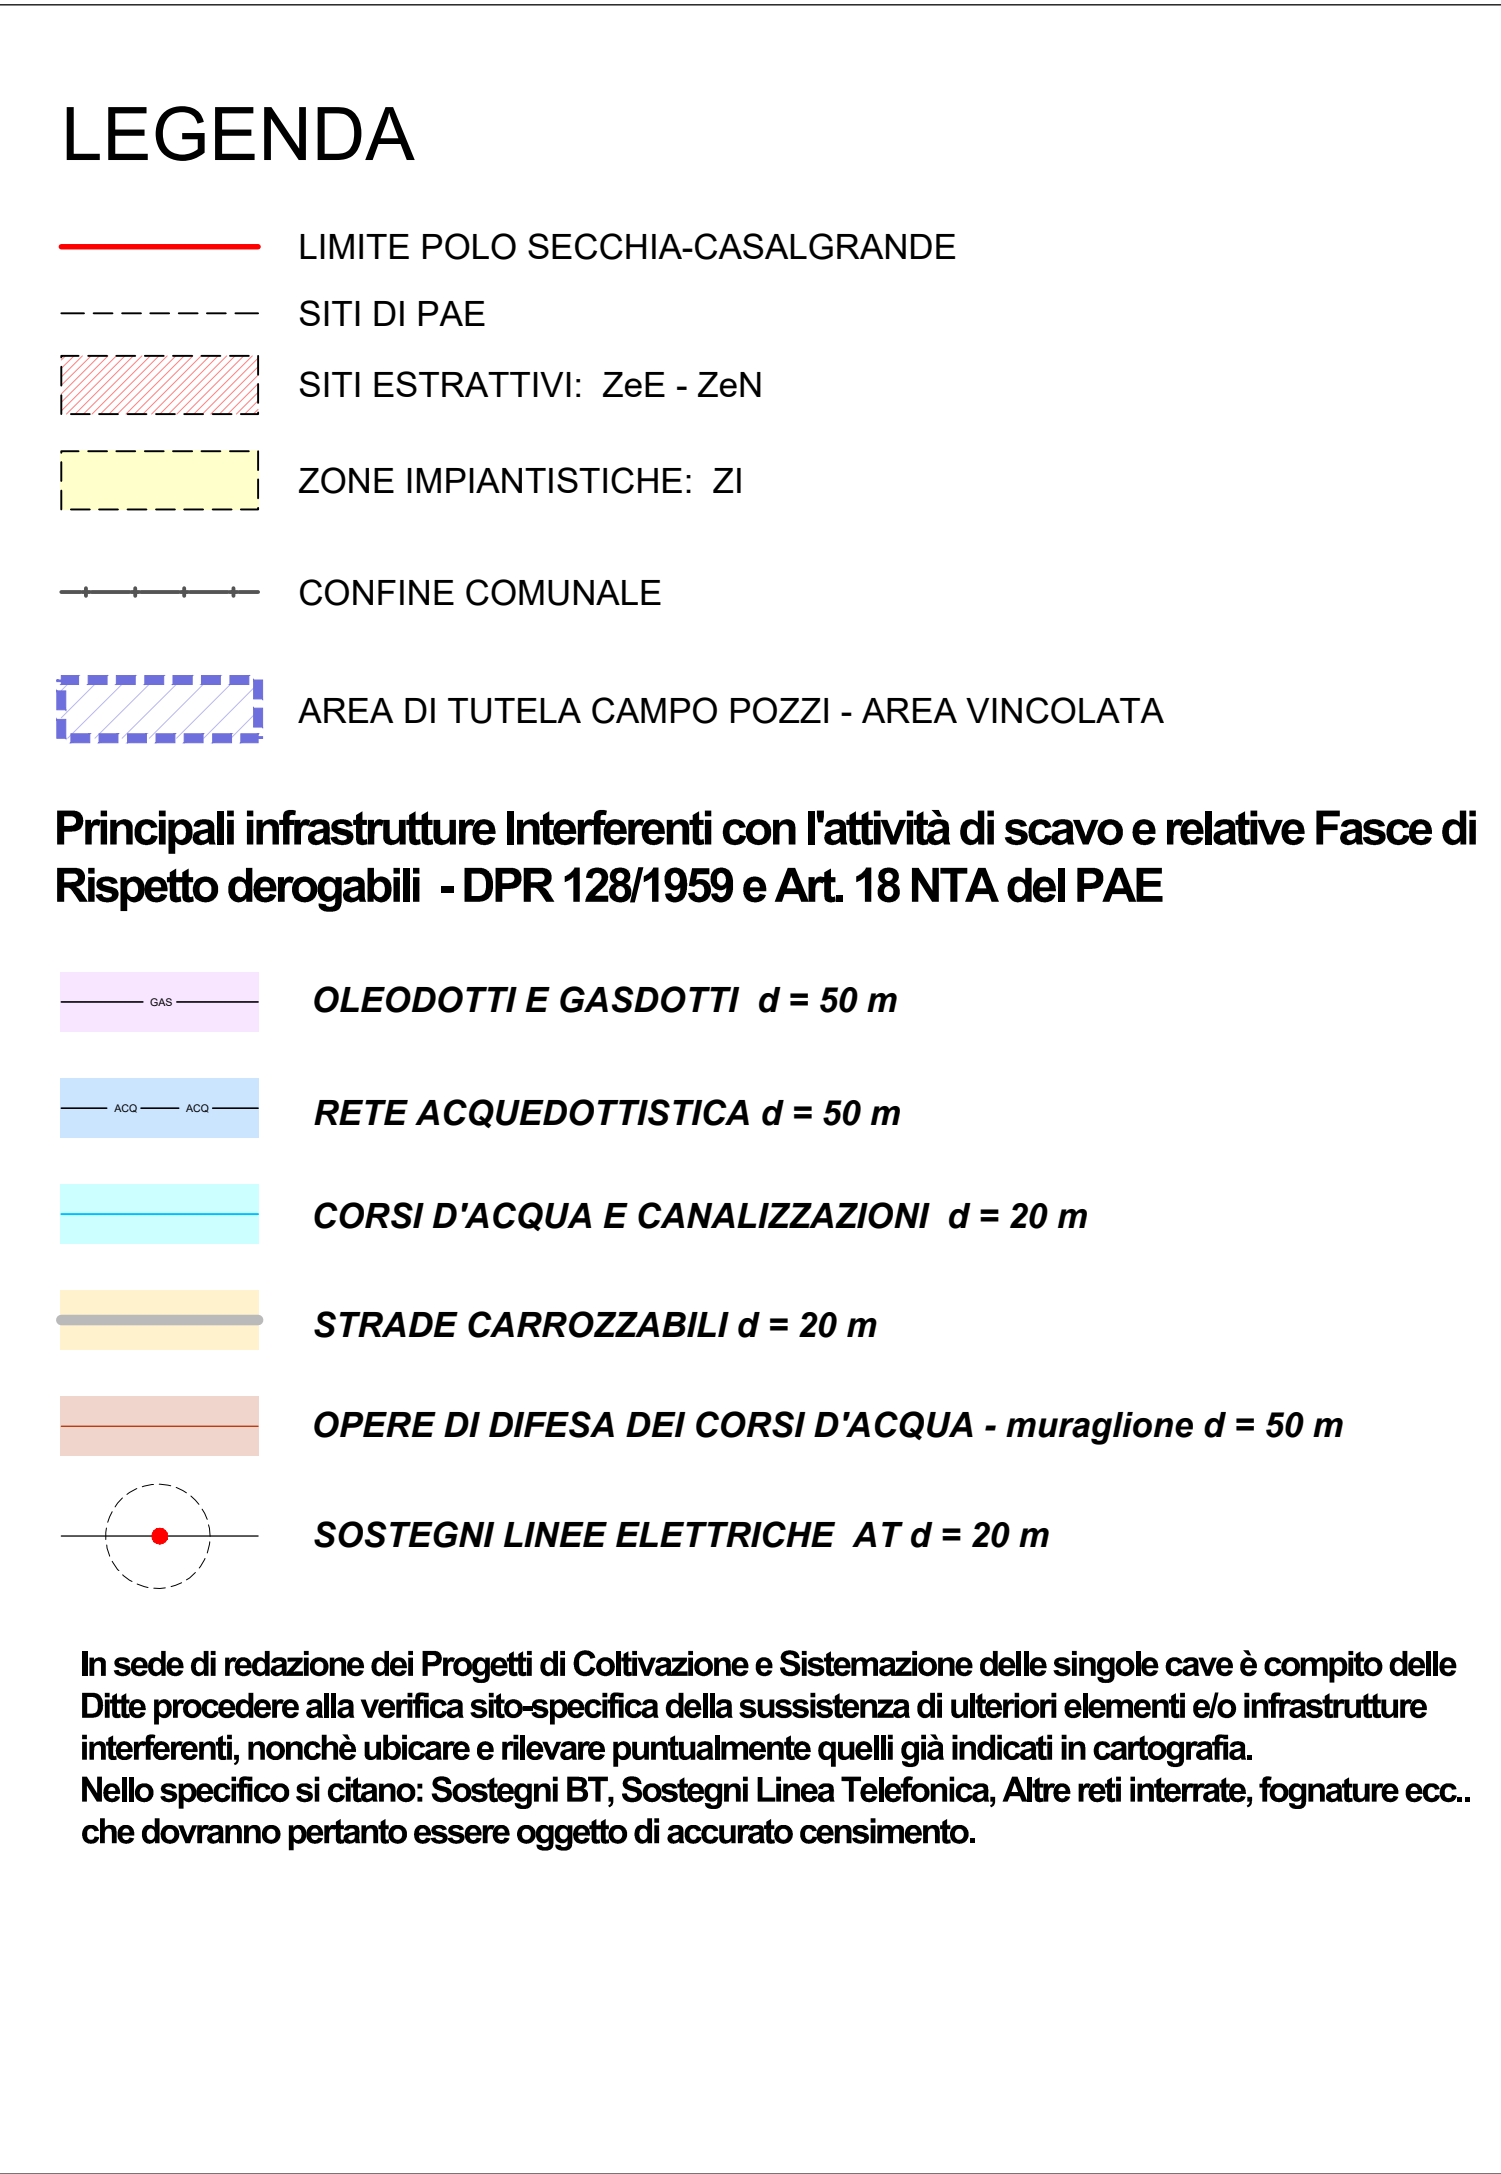 LEGENDA
LIMITE POLO SECCHIA-CASALGRANDE
SITI DI PAE
SITI ESTRATTIVI: ZeE - ZeN
ZONE IMPIANTISTICHE: ZI
CONFINE COMUNALE
AREA DI TUTELA CAMPO POZZI - AREA VINCOLATA
Principali infrastrutture Interferenti con l'attività di scavo e relative Fasce di
Rispetto derogabili - DPR 128/1959 e Art. 18 NTA del PAE
GAS
OLEODOTTI E GASDOTTI d = 50 m
ACQ ACQ
RETE ACQUEDOTTISTICA d = 50 m
CORSI D'ACQUA E CANALIZZAZIONI d = 20 m
STRADE CARROZZABILI d = 20 m
OPERE DI DIFESA DEI CORSI D'ACQUA - muraglione d = 50 m
SOSTEGNI LINEE ELETTRICHE AT d = 20 m
In sede di redazione dei Progetti di Coltivazione e Sistemazione delle singole cave è compito delle
Ditte procedere alla verifica sito-specifica della sussistenza di ulteriori elementi e/o infrastrutture
interferenti, nonchè ubicare e rilevare puntualmente quelli già indicati in cartografia.
Nello specifico si citano: Sostegni BT, Sostegni Linea Telefonica, Altre reti interrate, fognature ecc..
che dovranno pertanto essere oggetto di accurato censimento.